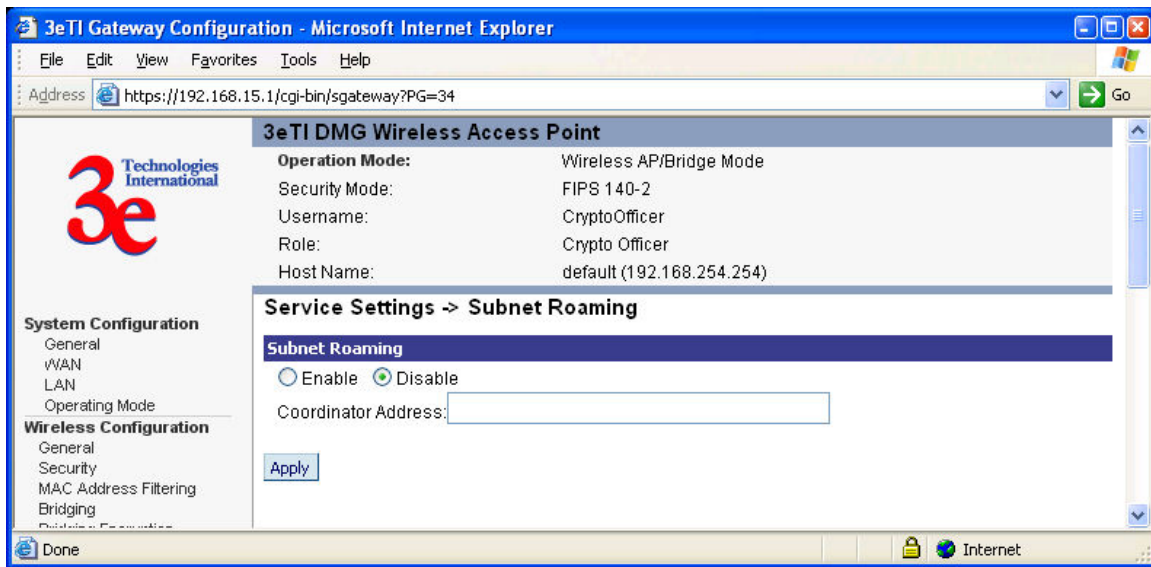 3eTI Gateway Configuration - Microsoft Internet Explorer
File Edit View Favorites Tools Help
Address https://192.168.15.1/cgi-bin/sgateway?PG=34 Go
3e Technologies International
System Configuration
General
WAN
LAN
Operating Mode
Wireless Configuration
General
Security
MAC Address Filtering
Bridging
3eTI DMG Wireless Access Point
Operation Mode: Wireless AP/Bridge Mode
Security Mode: FIPS 140-2
Username: CryptoOfficer
Role: Crypto Officer
Host Name: default (192.168.254.254)
Service Settings -> Subnet Roaming
Subnet Roaming
Enable Disable
Coordinator Address:
Apply
Done Internet